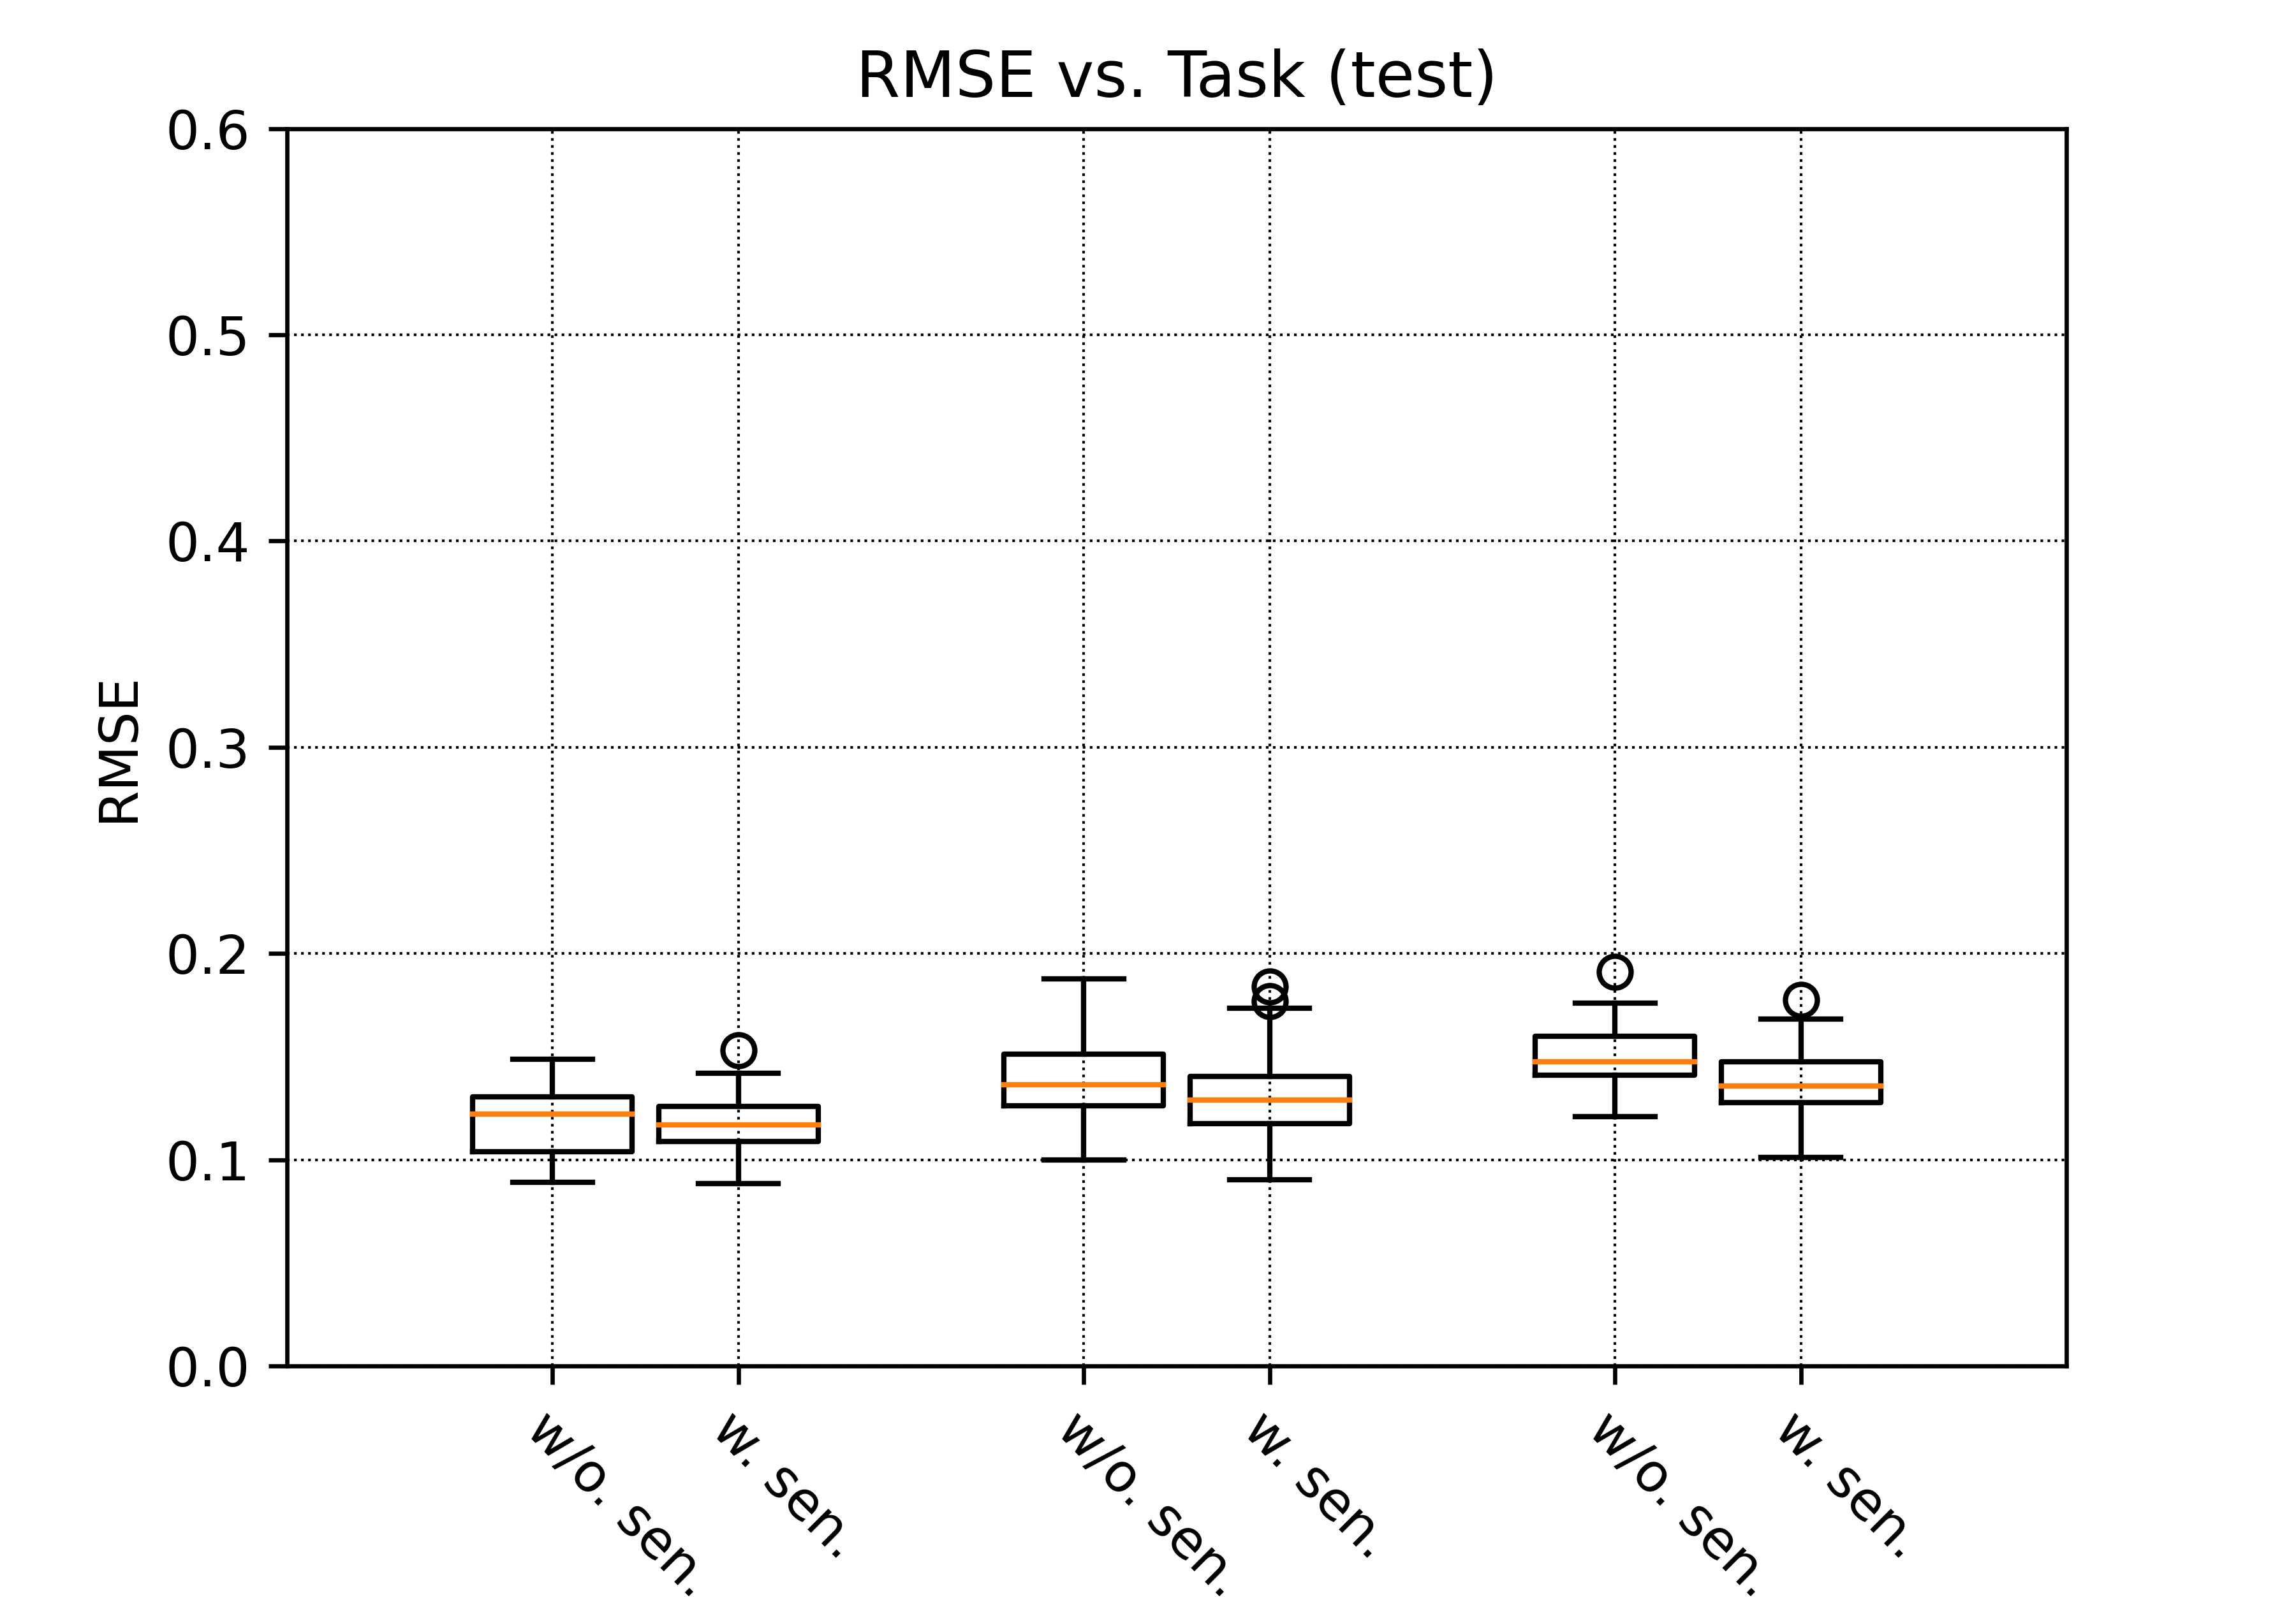 RMSE vs. Task (test)
0.6
0.5
0.4
0.3
0.2
0.1
0.0
RMSE
w/o. sen.
w. sen.
w/o. sen.
w. sen.
w/o. sen.
w. sen.